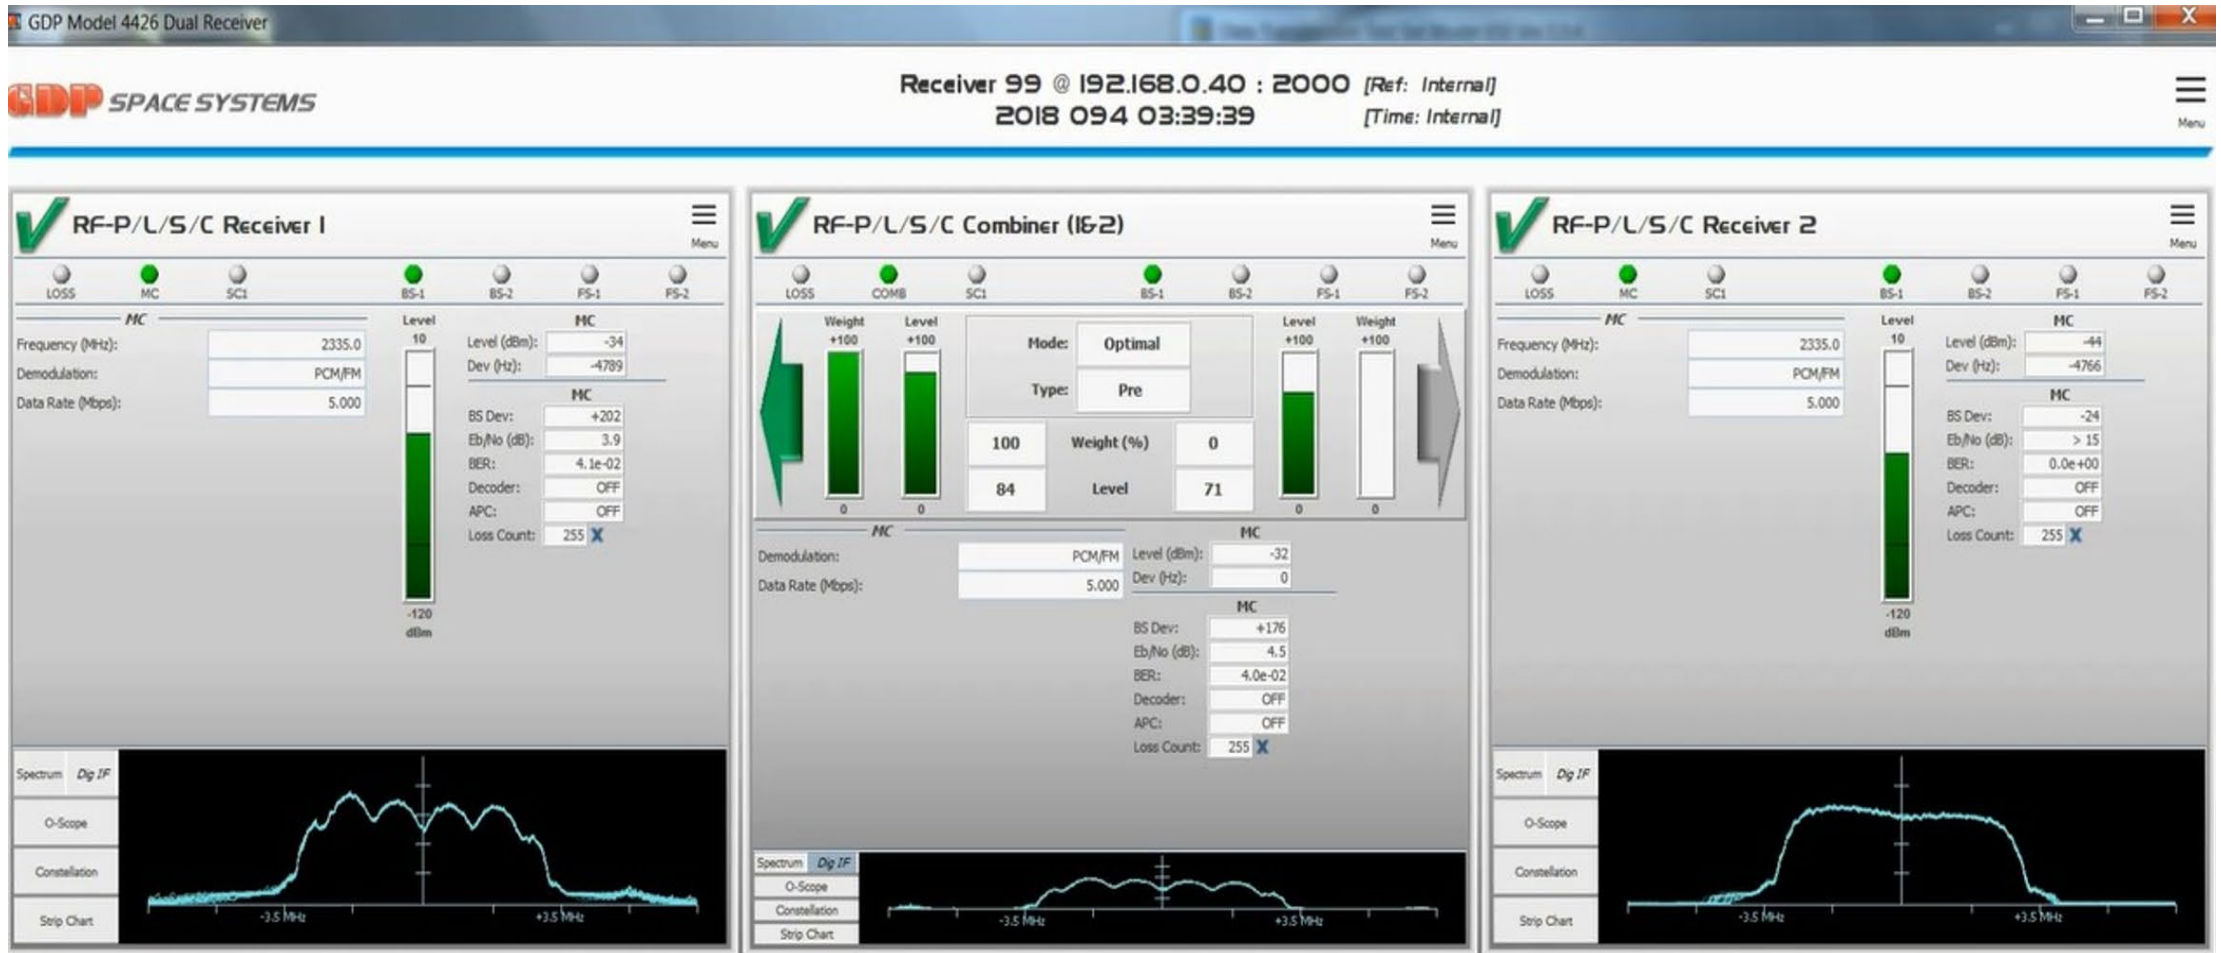 GDP Model 4426 Dual Receiver
GDP SPACE SYSTEMS
Receiver 99 @ 192.168.0.40 : 2000 [Ref: Internal]
2018 094 03:39:39 [Time: Internal]
Menu
RF-P/L/S/C Receiver 1
Menu
LOSS MC SC1 BS-1 BS-2 FS-1 FS-2
MC
Frequency (MHz): 2335.0
Demodulation: PCM/FM
Data Rate (Mbps): 5.000
Level
10
-120
dBm
MC
Level (dBm): -34
Dev (Hz): -4789
MC
BS Dev: +202
Eb/No (dB): 3.9
BER: 4.1e-02
Decoder: OFF
APC: OFF
Loss Count: 255 X
Spectrum Dig IF
O-Scope
Constellation
Strip Chart
-3.5 MHz +3.5 MHz
RF-P/L/S/C Combiner (1&2)
Menu
LOSS COMB SC1 BS-1 BS-2 FS-1 FS-2
Weight Level Level Weight
+100 +100 +100 +100
Mode: Optimal
Type: Pre
100 Weight (%) 0
84 Level 71
0 0 0 0
MC
Demodulation: PCM/FM
Data Rate (Mbps): 5.000
MC
Level (dBm): -32
Dev (Hz): 0
MC
BS Dev: +176
Eb/No (dB): 4.5
BER: 4.0e-02
Decoder: OFF
APC: OFF
Loss Count: 255 X
Spectrum Dig IF
O-Scope
Constellation
Strip Chart
-3.5 MHz +3.5 MHz
RF-P/L/S/C Receiver 2
Menu
LOSS MC SC1 BS-1 BS-2 FS-1 FS-2
MC
Frequency (MHz): 2335.0
Demodulation: PCM/FM
Data Rate (Mbps): 5.000
Level
10
-120
dBm
MC
Level (dBm): -44
Dev (Hz): -4766
MC
BS Dev: -24
Eb/No (dB): > 15
BER: 0.0e+00
Decoder: OFF
APC: OFF
Loss Count: 255 X
Spectrum Dig IF
O-Scope
Constellation
Strip Chart
-3.5 MHz +3.5 MHz